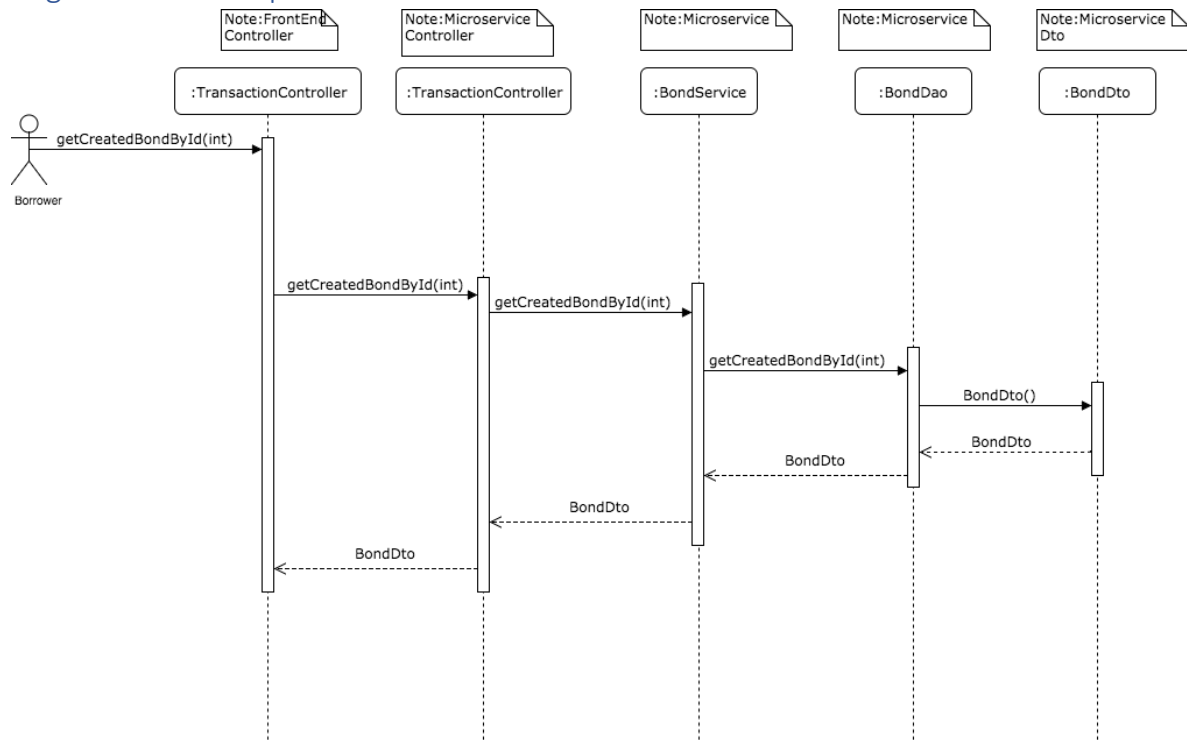 Note:FrontEnd
Controller
Note:Microservice
Controller
Note:Microservice
Note:Microservice
Note:Microservice
Dto
:TransactionController
:TransactionController
:BondService
:BondDao
:BondDto
getCreatedBondById(int)
Borrower
getCreatedBondById(int)
getCreatedBondById(int)
getCreatedBondById(int)
BondDto()
BondDto
BondDto
BondDto
BondDto